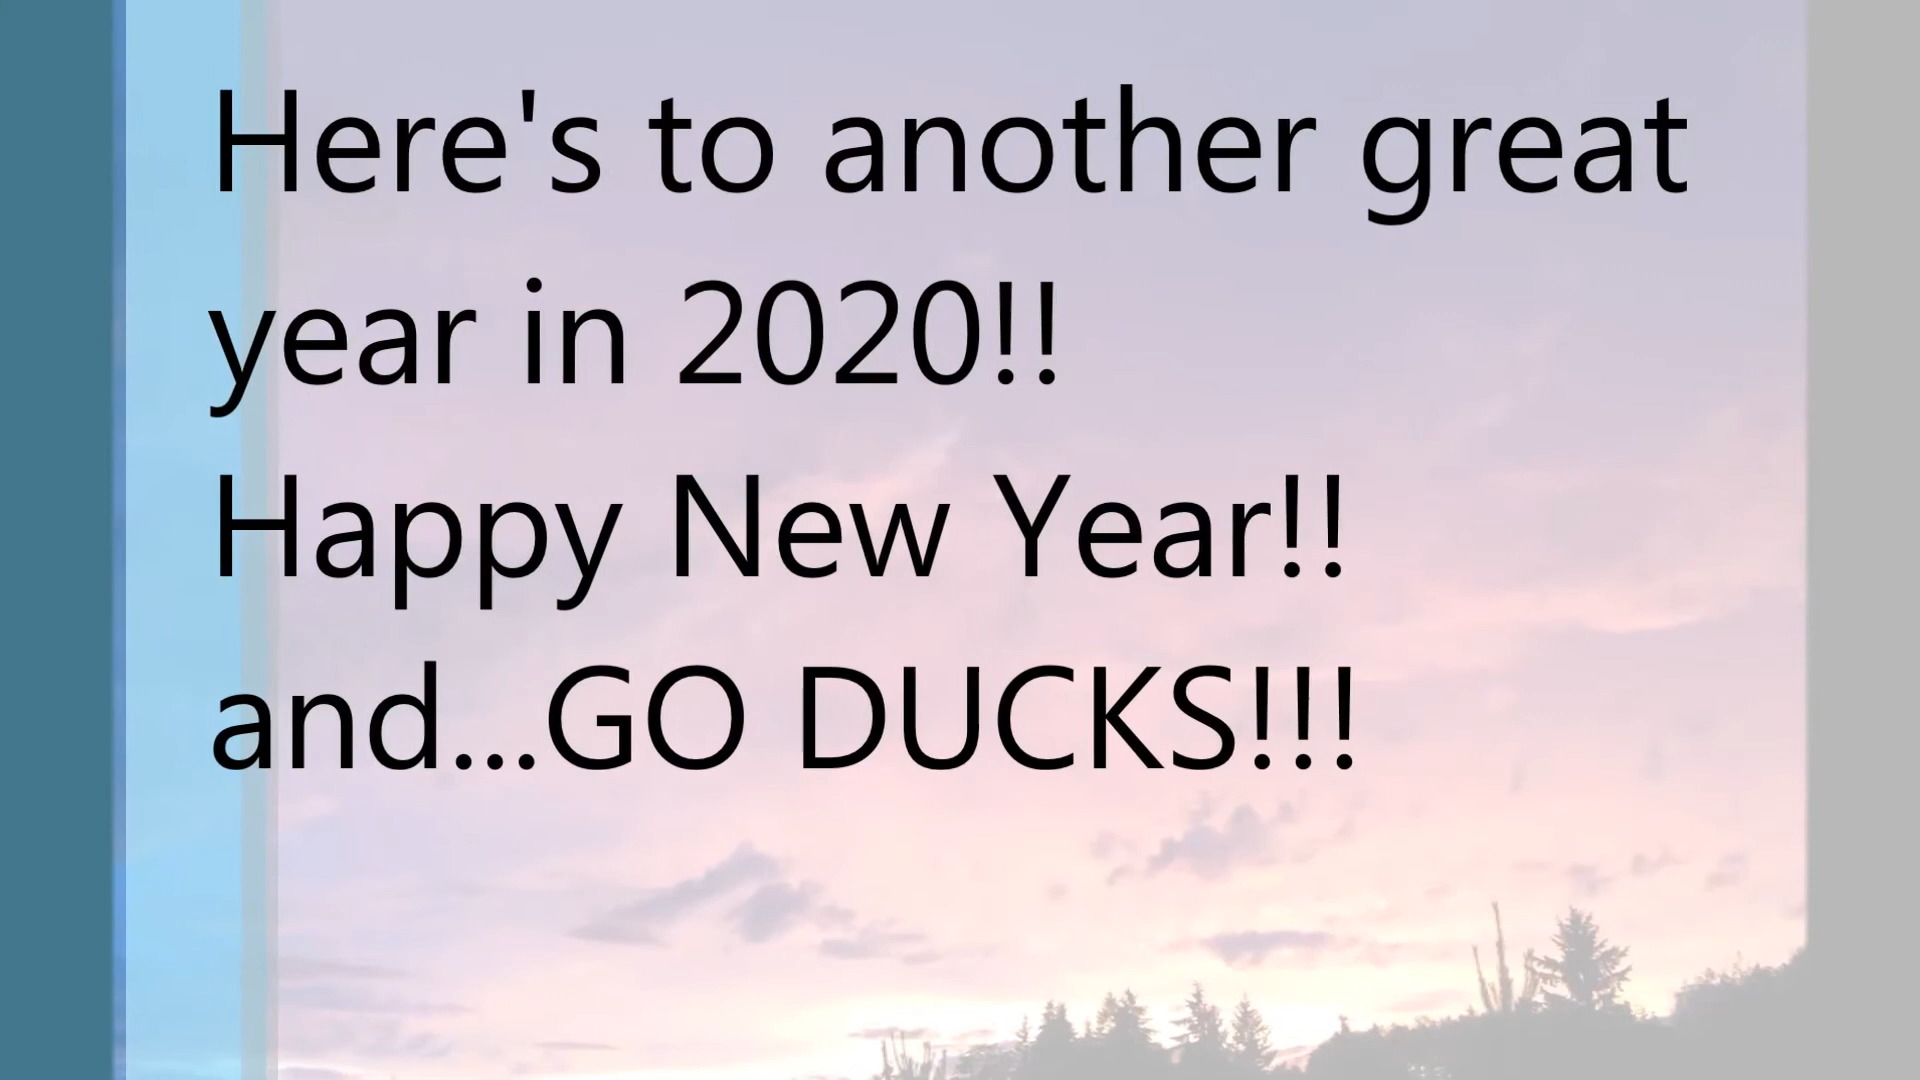 Here's to another great
year in 2020!!
Happy New Year!!
and...GO DUCKS!!!